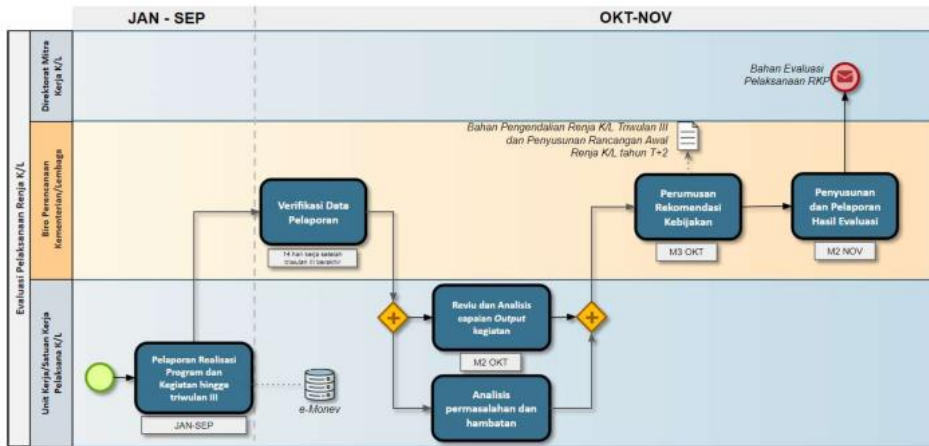 JAN - SEP
OKT-NOV
Evaluasi Pelaksanaan Renja K/L
Direktorat Mitra
Kerja K/L
Bahan Evaluasi
Pelaksanaan RKP
Biro Perencanaan
Kementerian/Lembaga
Bahan Pengendalian Renja K/L Triwulan III
dan Penyusunan Rancangan Awal
Renja K/L tahun T+2
Verifikasi Data
Pelaporan
14 hari kerja setelah
triwulan III berakhir
Perumusan
Rekomendasi
Kebijakan
M3 OKT
Penyusunan
dan Pelaporan
Hasil Evaluasi
M2 NOV
Unit Kerja/Satuan Kerja
Pelaksana K/L
Pelaporan Realisasi
Program dan
Kegiatan hingga
triwulan III
JAN-SEP
e-Monev
Reviu dan Analisis
capaian Output
kegiatan
M2 OKT
Analisis
permasalahan dan
hambatan